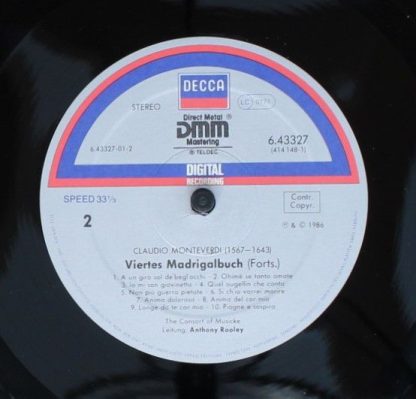 DECCA
STEREO
LC 0171
Direct Metal ®
DMM
Mastering
® TELDEC
6.43327-01-2
6.43327
(414 148-1)
DIGITAL
RECORDING
SPEED 33⅓
Contr.
Copyr.
2
℗ & © 1986
CLAUDIO MONTEVERDI (1567–1643)
Viertes Madrigalbuch (Forts.)
1. A un giro sol de'begl'occhi - 2. Ohimè se tanto amate
3. Io mi son giovinetta - 4. Quel augellin che canta
5. Non più guerra pietate - 6. Si ch'io vorrei morire
7. Anima dolorosa - 8. Anima del cor mio
9. Longe da te cor mio - 10. Piagne e sospira
The Consort of Musicke
Leitung: Anthony Rooley